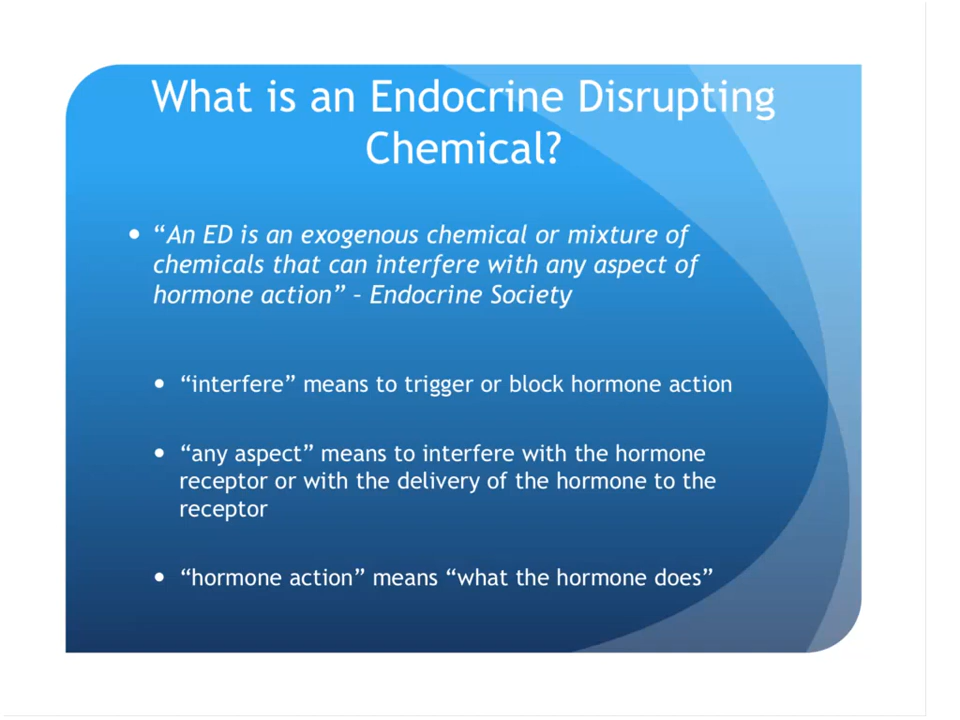 What is an Endocrine Disrupting
Chemical?
• “An ED is an exogenous chemical or mixture of
chemicals that can interfere with any aspect of
hormone action” – Endocrine Society
• “interfere” means to trigger or block hormone action
• “any aspect” means to interfere with the hormone
receptor or with the delivery of the hormone to the
receptor
• “hormone action” means “what the hormone does”